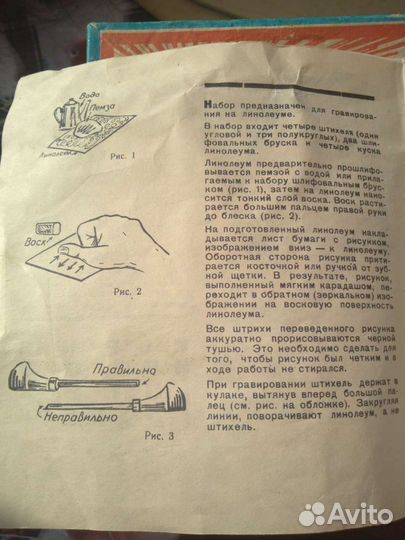 Вода
Пемза
Линолеум
Рис. 1
Воск
Рис. 2
Правильно
Неправильно
Рис. 3
Набор предназначен для гравирова-
ния на линолеуме.
В набор входит четыре штихеля (один
угловой и три полукруглых), два шли-
фовальных бруска и четыре куска
линолеума.
Линолеум предварительно прошлифо-
вывается пемзой с водой или прила-
гаемым к набору шлифовальным брус-
ком (рис. 1), затем на линолеум нано-
сится тонкий слой воска. Воск расти-
рается большим пальцем правой руки
до блеска (рис. 2).
На подготовленный линолеум накла-
дывается лист бумаги с рисунком,
изображением вниз — к линолеуму.
Оборотная сторона рисунка прити-
рается косточкой или ручкой от зуб-
ной щетки. В результате, рисунок,
выполненный мягким карадашом, пе-
реходит в обратном (зеркальном) изо-
бражении на восковую поверхность
линолеума.
Все штрихи переведенного рисунка
аккуратно прорисовываются черной
тушью. Это необходимо сделать для
того, чтобы рисунок был четким и в
ходе работы не стирался.
При гравировании штихель держат в
кулаке, вытянув вперед большой па-
лец (см. рис. на обложке). Закругляя
линии, поворачивают линолеум, а не
штихель.
Avito